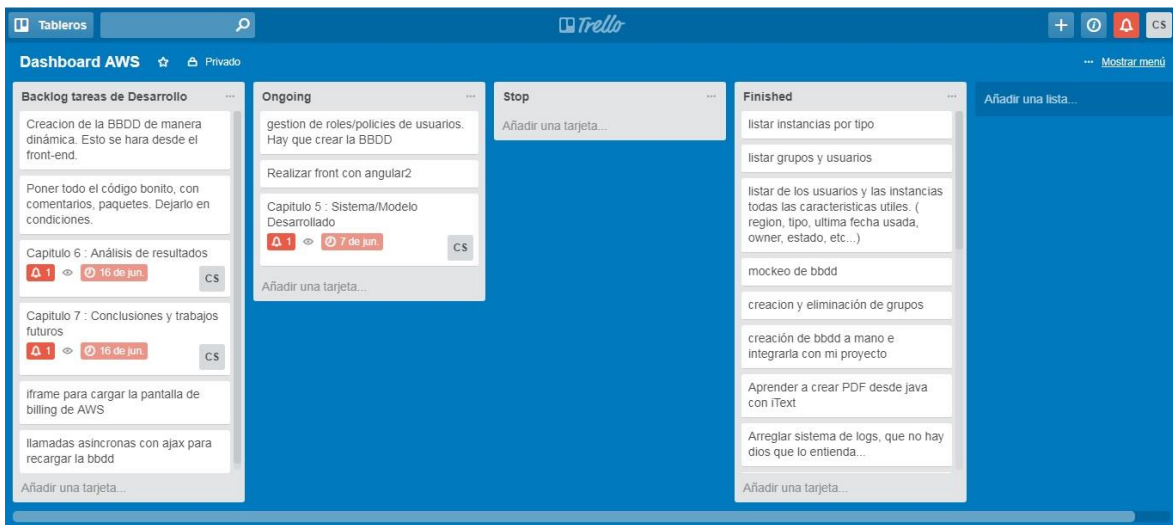 Tableros
Trello
CS
Dashboard AWS
Privado
... Mostrar menú
Backlog tareas de Desarrollo
...
Creacion de la BBDD de manera
dinámica. Esto se hara desde el
front-end.
Poner todo el código bonito, con
comentarios, paquetes. Dejarlo en
condiciones.
Capitulo 6 : Análisis de resultados
1
16 de jun.
CS
Capitulo 7 : Conclusiones y trabajos
futuros
1
16 de jun.
CS
iframe para cargar la pantalla de
billing de AWS
llamadas asincronas con ajax para
recargar la bbdd
Añadir una tarjeta...
Ongoing
...
gestion de roles/policies de usuarios.
Hay que crear la BBDD
Realizar front con angular2
Capitulo 5 : Sistema/Modelo
Desarrollado
1
7 de jun.
CS
Añadir una tarjeta...
Stop
...
Añadir una tarjeta...
Finished
...
listar instancias por tipo
listar grupos y usuarios
listar de los usuarios y las instancias
todas las caracteristicas utiles. (
region, tipo, ultima fecha usada,
owner, estado, etc...)
mockeo de bbdd
creacion y eliminación de grupos
creación de bbdd a mano e
integrarla con mi proyecto
Aprender a crear PDF desde java
con iText
Arreglar sistema de logs, que no hay
dios que lo entienda...
Añadir una tarjeta...
Añadir una lista...